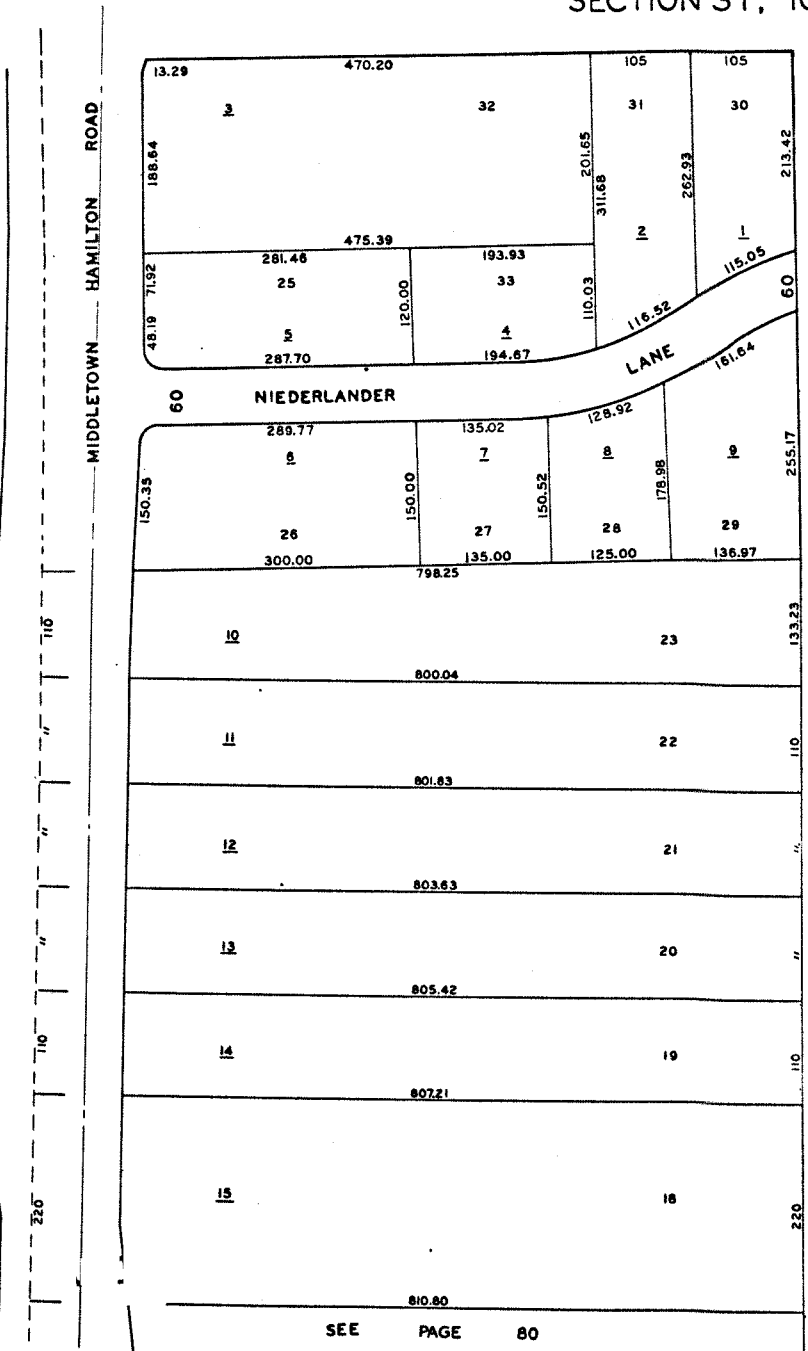 SECTION 31,
13.29 470.20 105 105
3 32 31 30
188.64 201.65 311.68 262.93 213.42
2 1
475.39
281.46 193.93 115.05
25 33
71.92 120.00 110.03 60
116.52
48.19 5 4
287.70 194.67 LANE 161.64
MIDDLETOWN HAMILTON ROAD
60 NIEDERLANDER
128.92
289.77 135.02
6 7 8 9
150.35 150.00 150.52 178.98 255.17
26 27 28 29
300.00 135.00 125.00 136.97
798.25
110 10 23 133.23
800.04
" 11 22 110
801.83
" 12 21 "
803.63
" 13 20 "
805.42
110 14 19 110
807.21
220 15 18 220
810.80
SEE PAGE 80